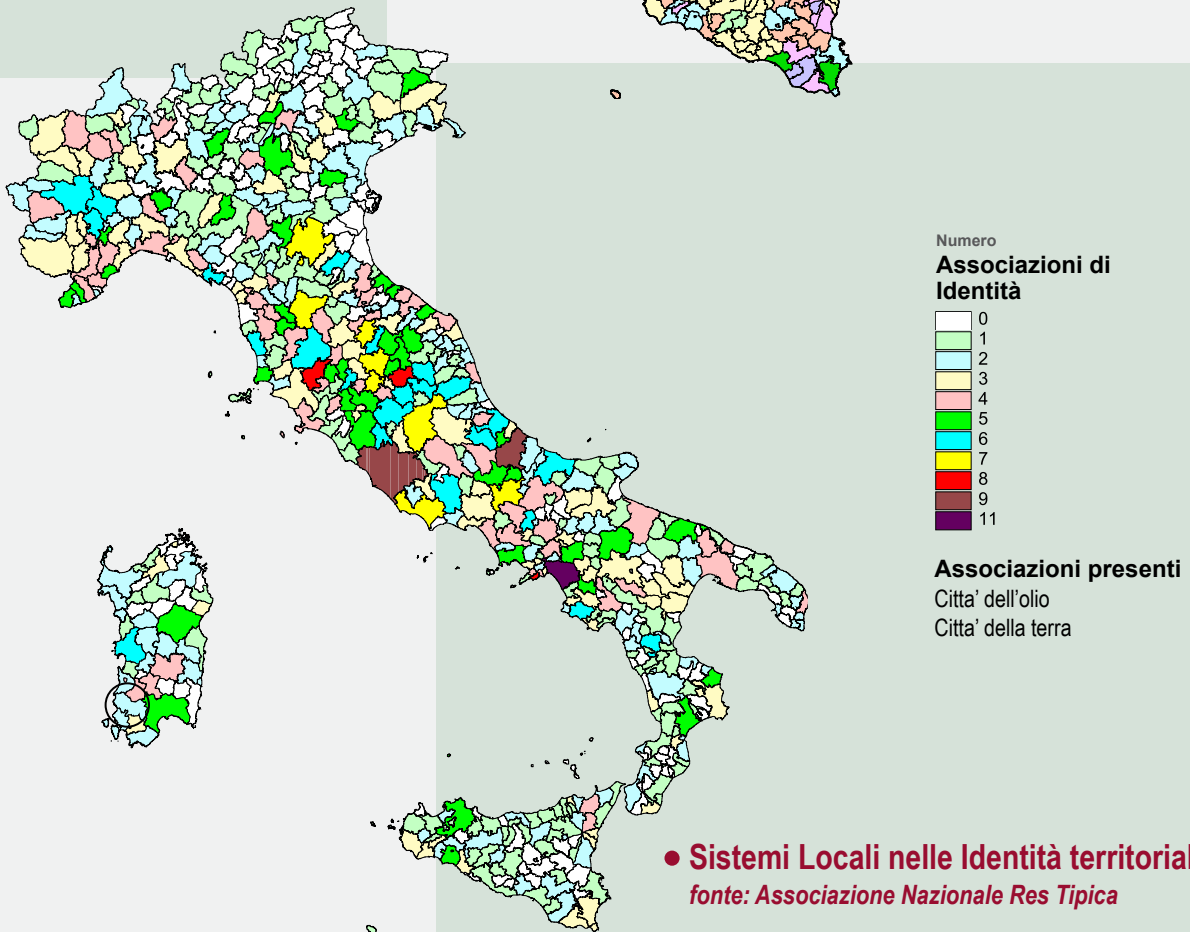 Numero
Associazioni di
Identità
0
1
2
3
4
5
6
7
8
9
11
Associazioni presenti
Citta' dell'olio
Citta' della terra
• Sistemi Locali nelle Identità territorial
fonte: Associazione Nazionale Res Tipica